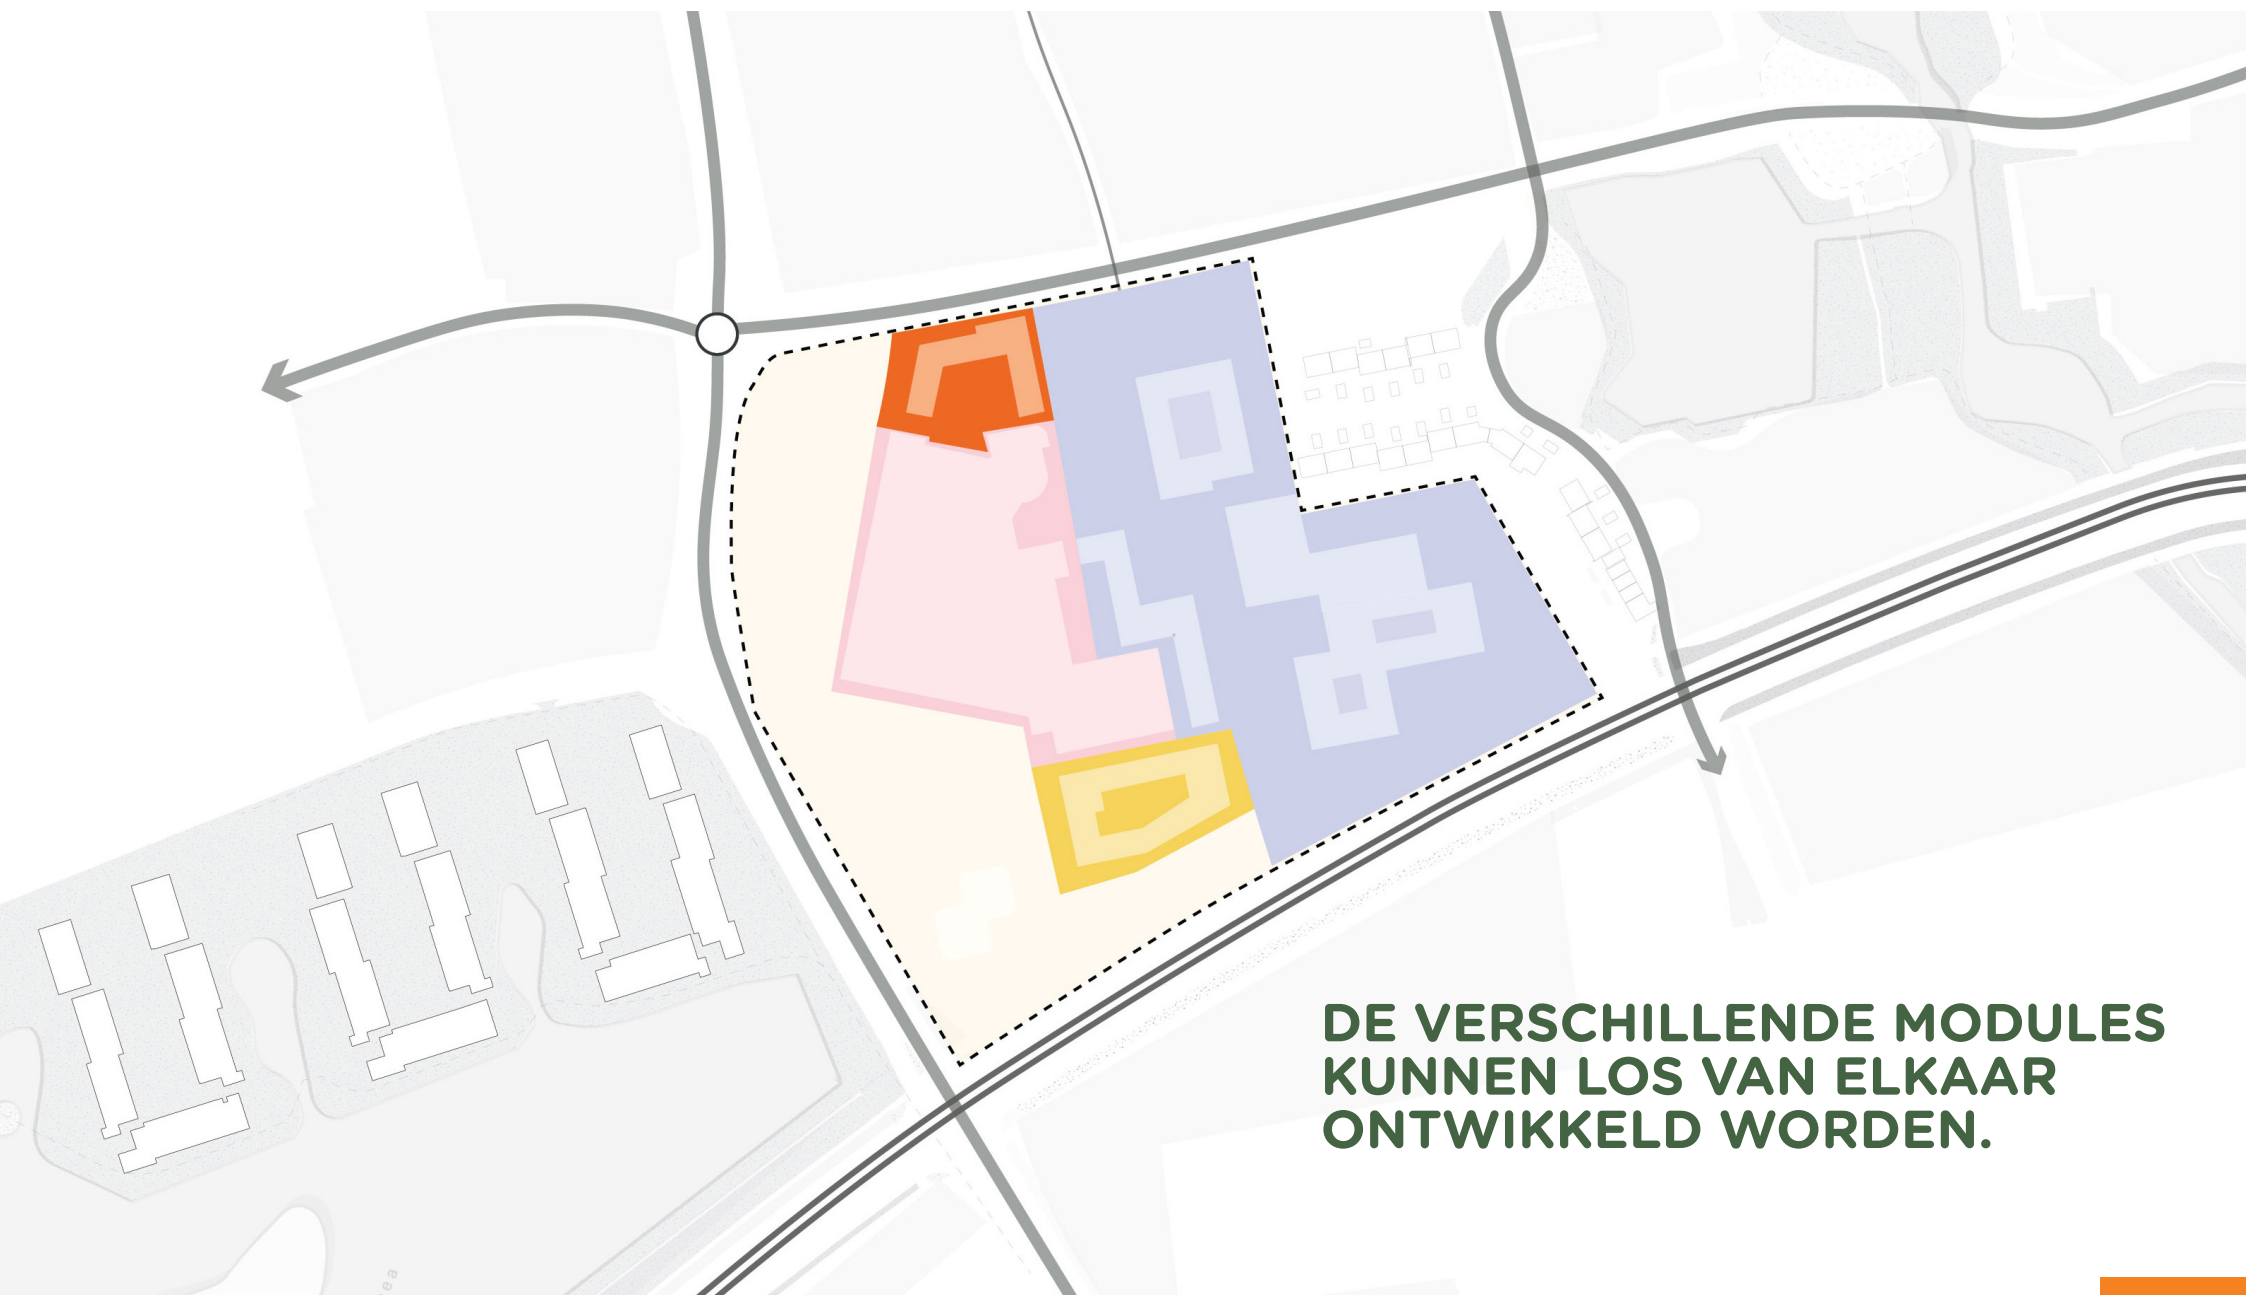 DE VERSCHILLENDE MODULES
KUNNEN LOS VAN ELKAAR
ONTWIKKELD WORDEN.